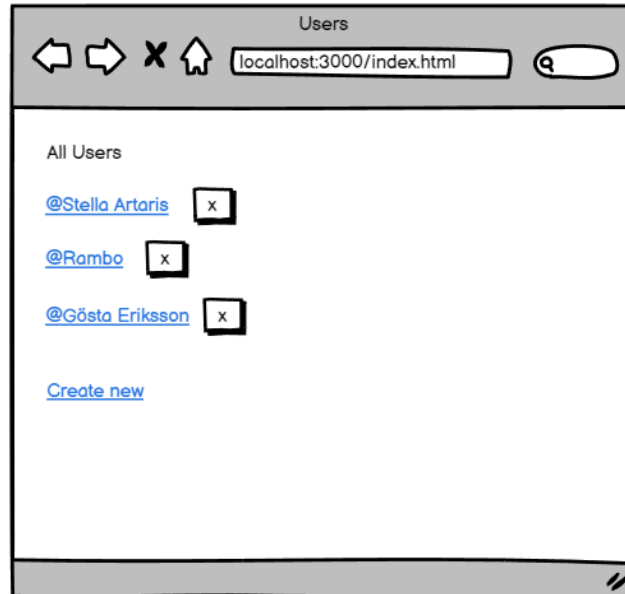 Users
localhost:3000/index.html
All Users
@Stella Artaris x
@Rambo x
@Gösta Eriksson x
Create new